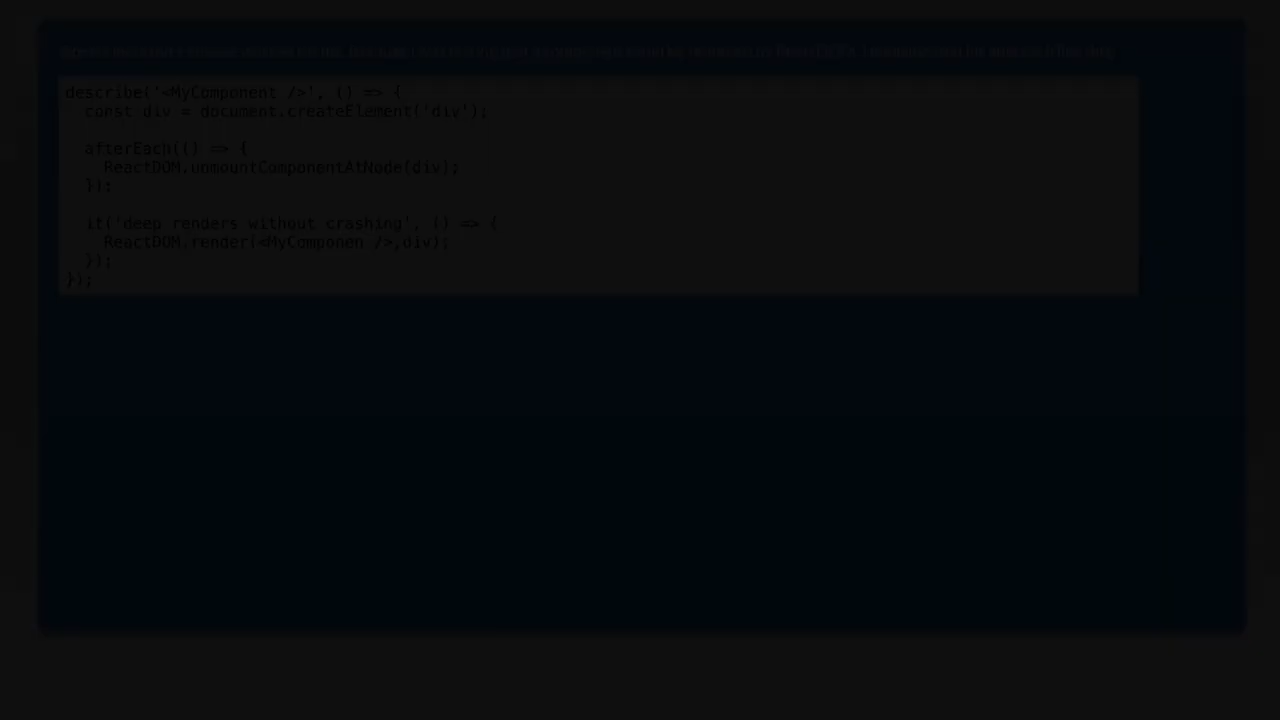 describe('<MyComponent />', () => {
  const div = document.createElement('div');
  afterEach(() => {
    ReactDOM.unmountComponentAtNode(div);
  });
  it('deep renders without crashing', () => {
    ReactDOM.render(<MyComponen />,div);
  });
});